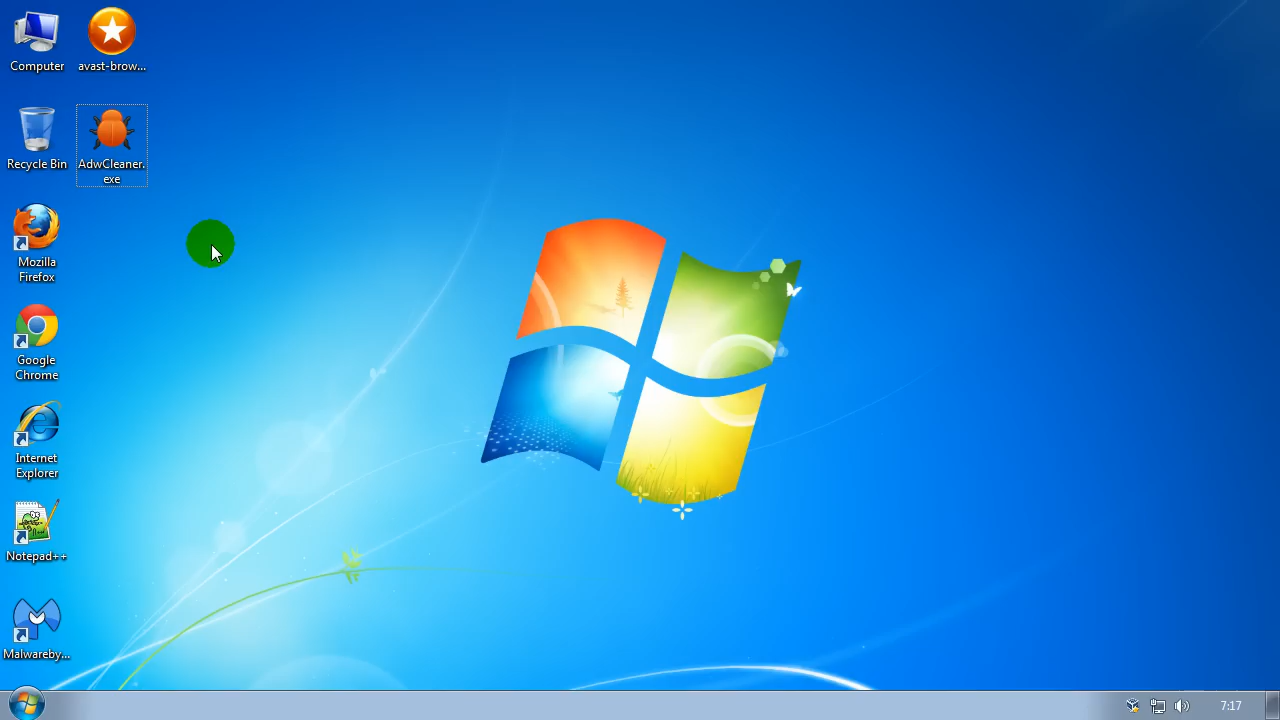 Computer
avast-brow...
Recycle Bin
AdwCleaner.
exe
Mozilla
Firefox
Google
Chrome
Internet
Explorer
Notepad++
Malwareby...
7:17